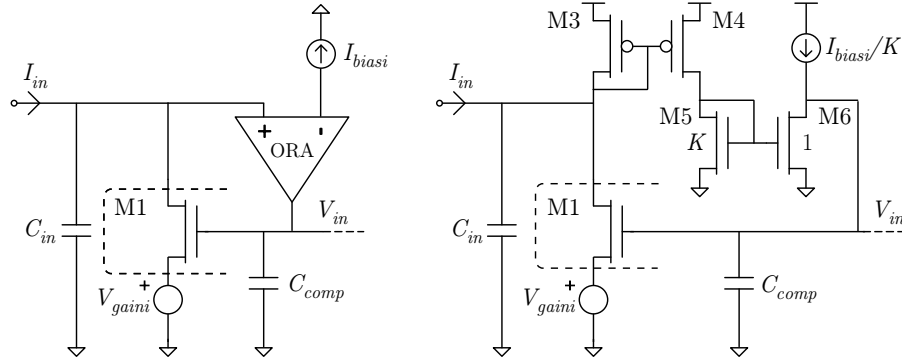 M3 M4
I_in I_biasi I_in I_biasi/K
+ - M5 M6
ORA K 1
M1 V_in M1 V_in
C_in C_in
+ C_comp + C_comp
V_gaini V_gaini